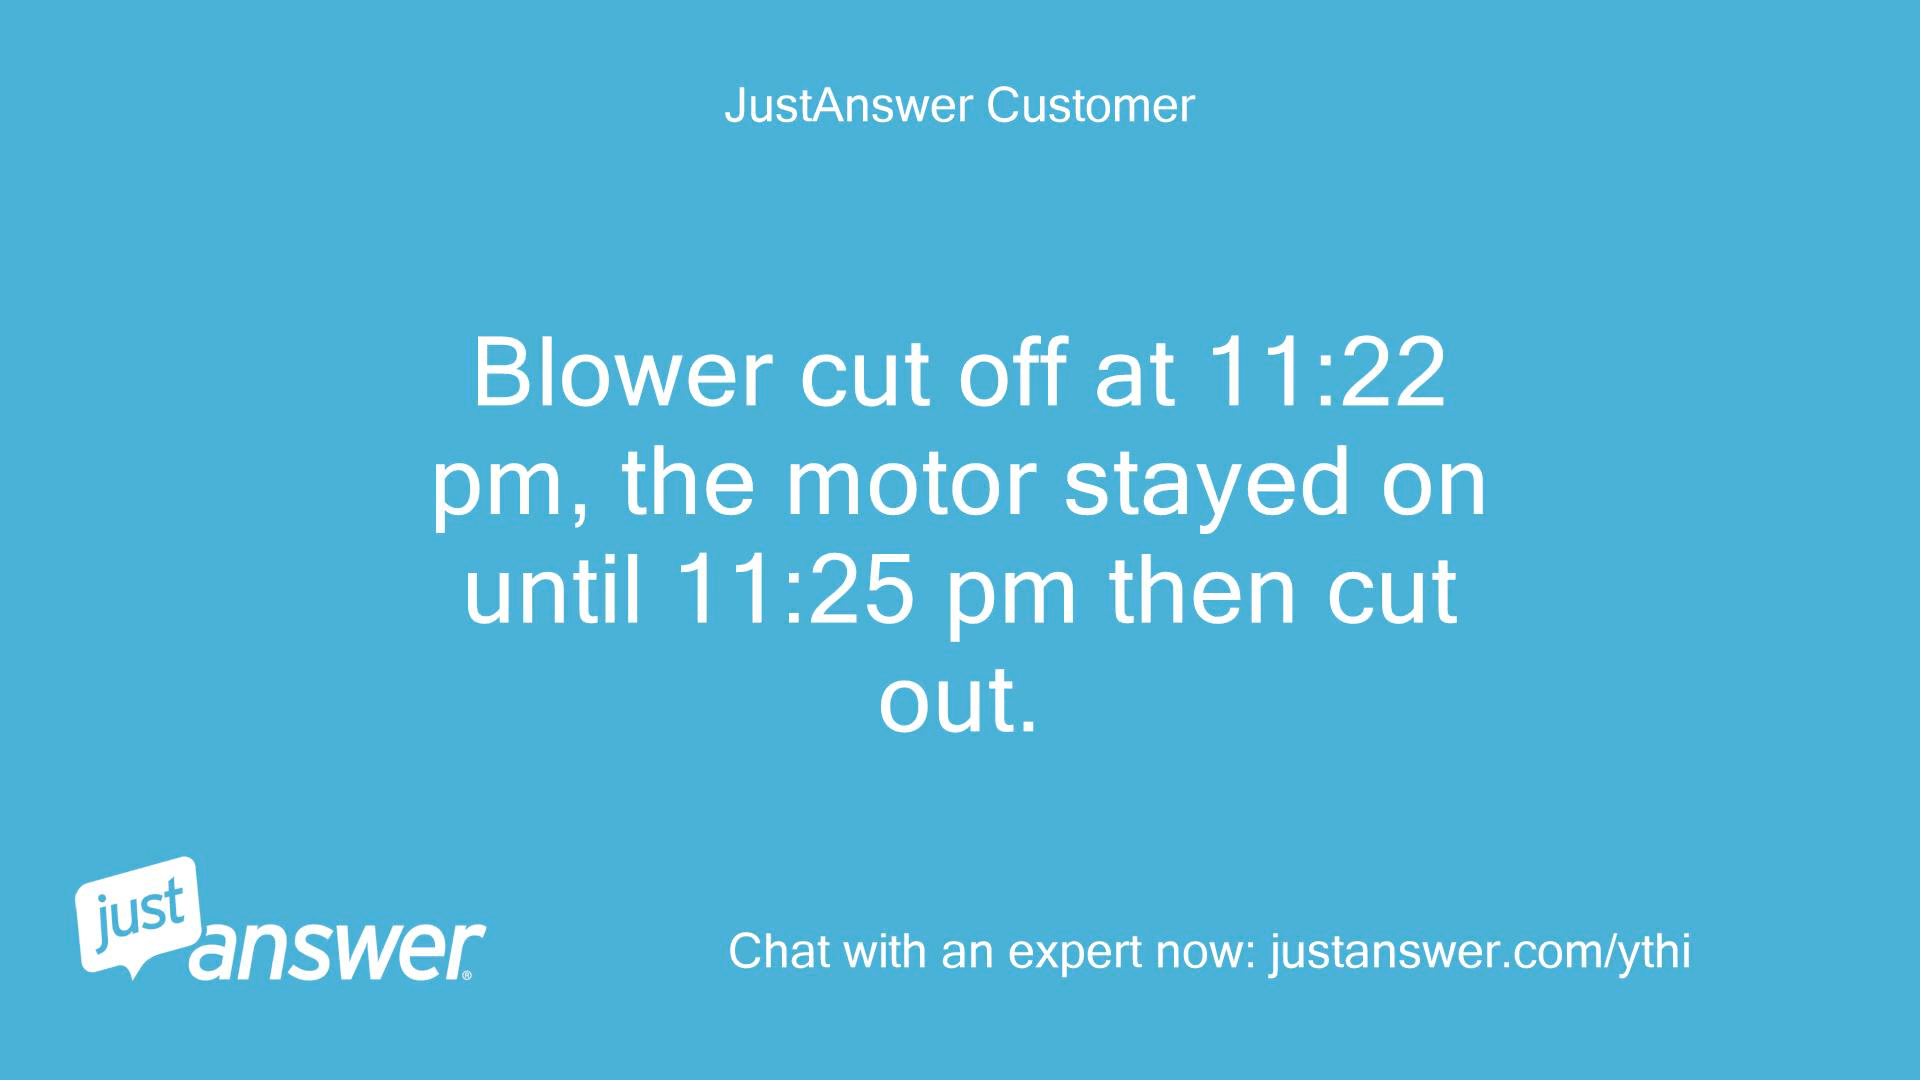 JustAnswer Customer
Blower cut off at 11:22
pm, the motor stayed on
until 11:25 pm then cut
out.
just
answer®
Chat with an expert now: justanswer.com/ythi